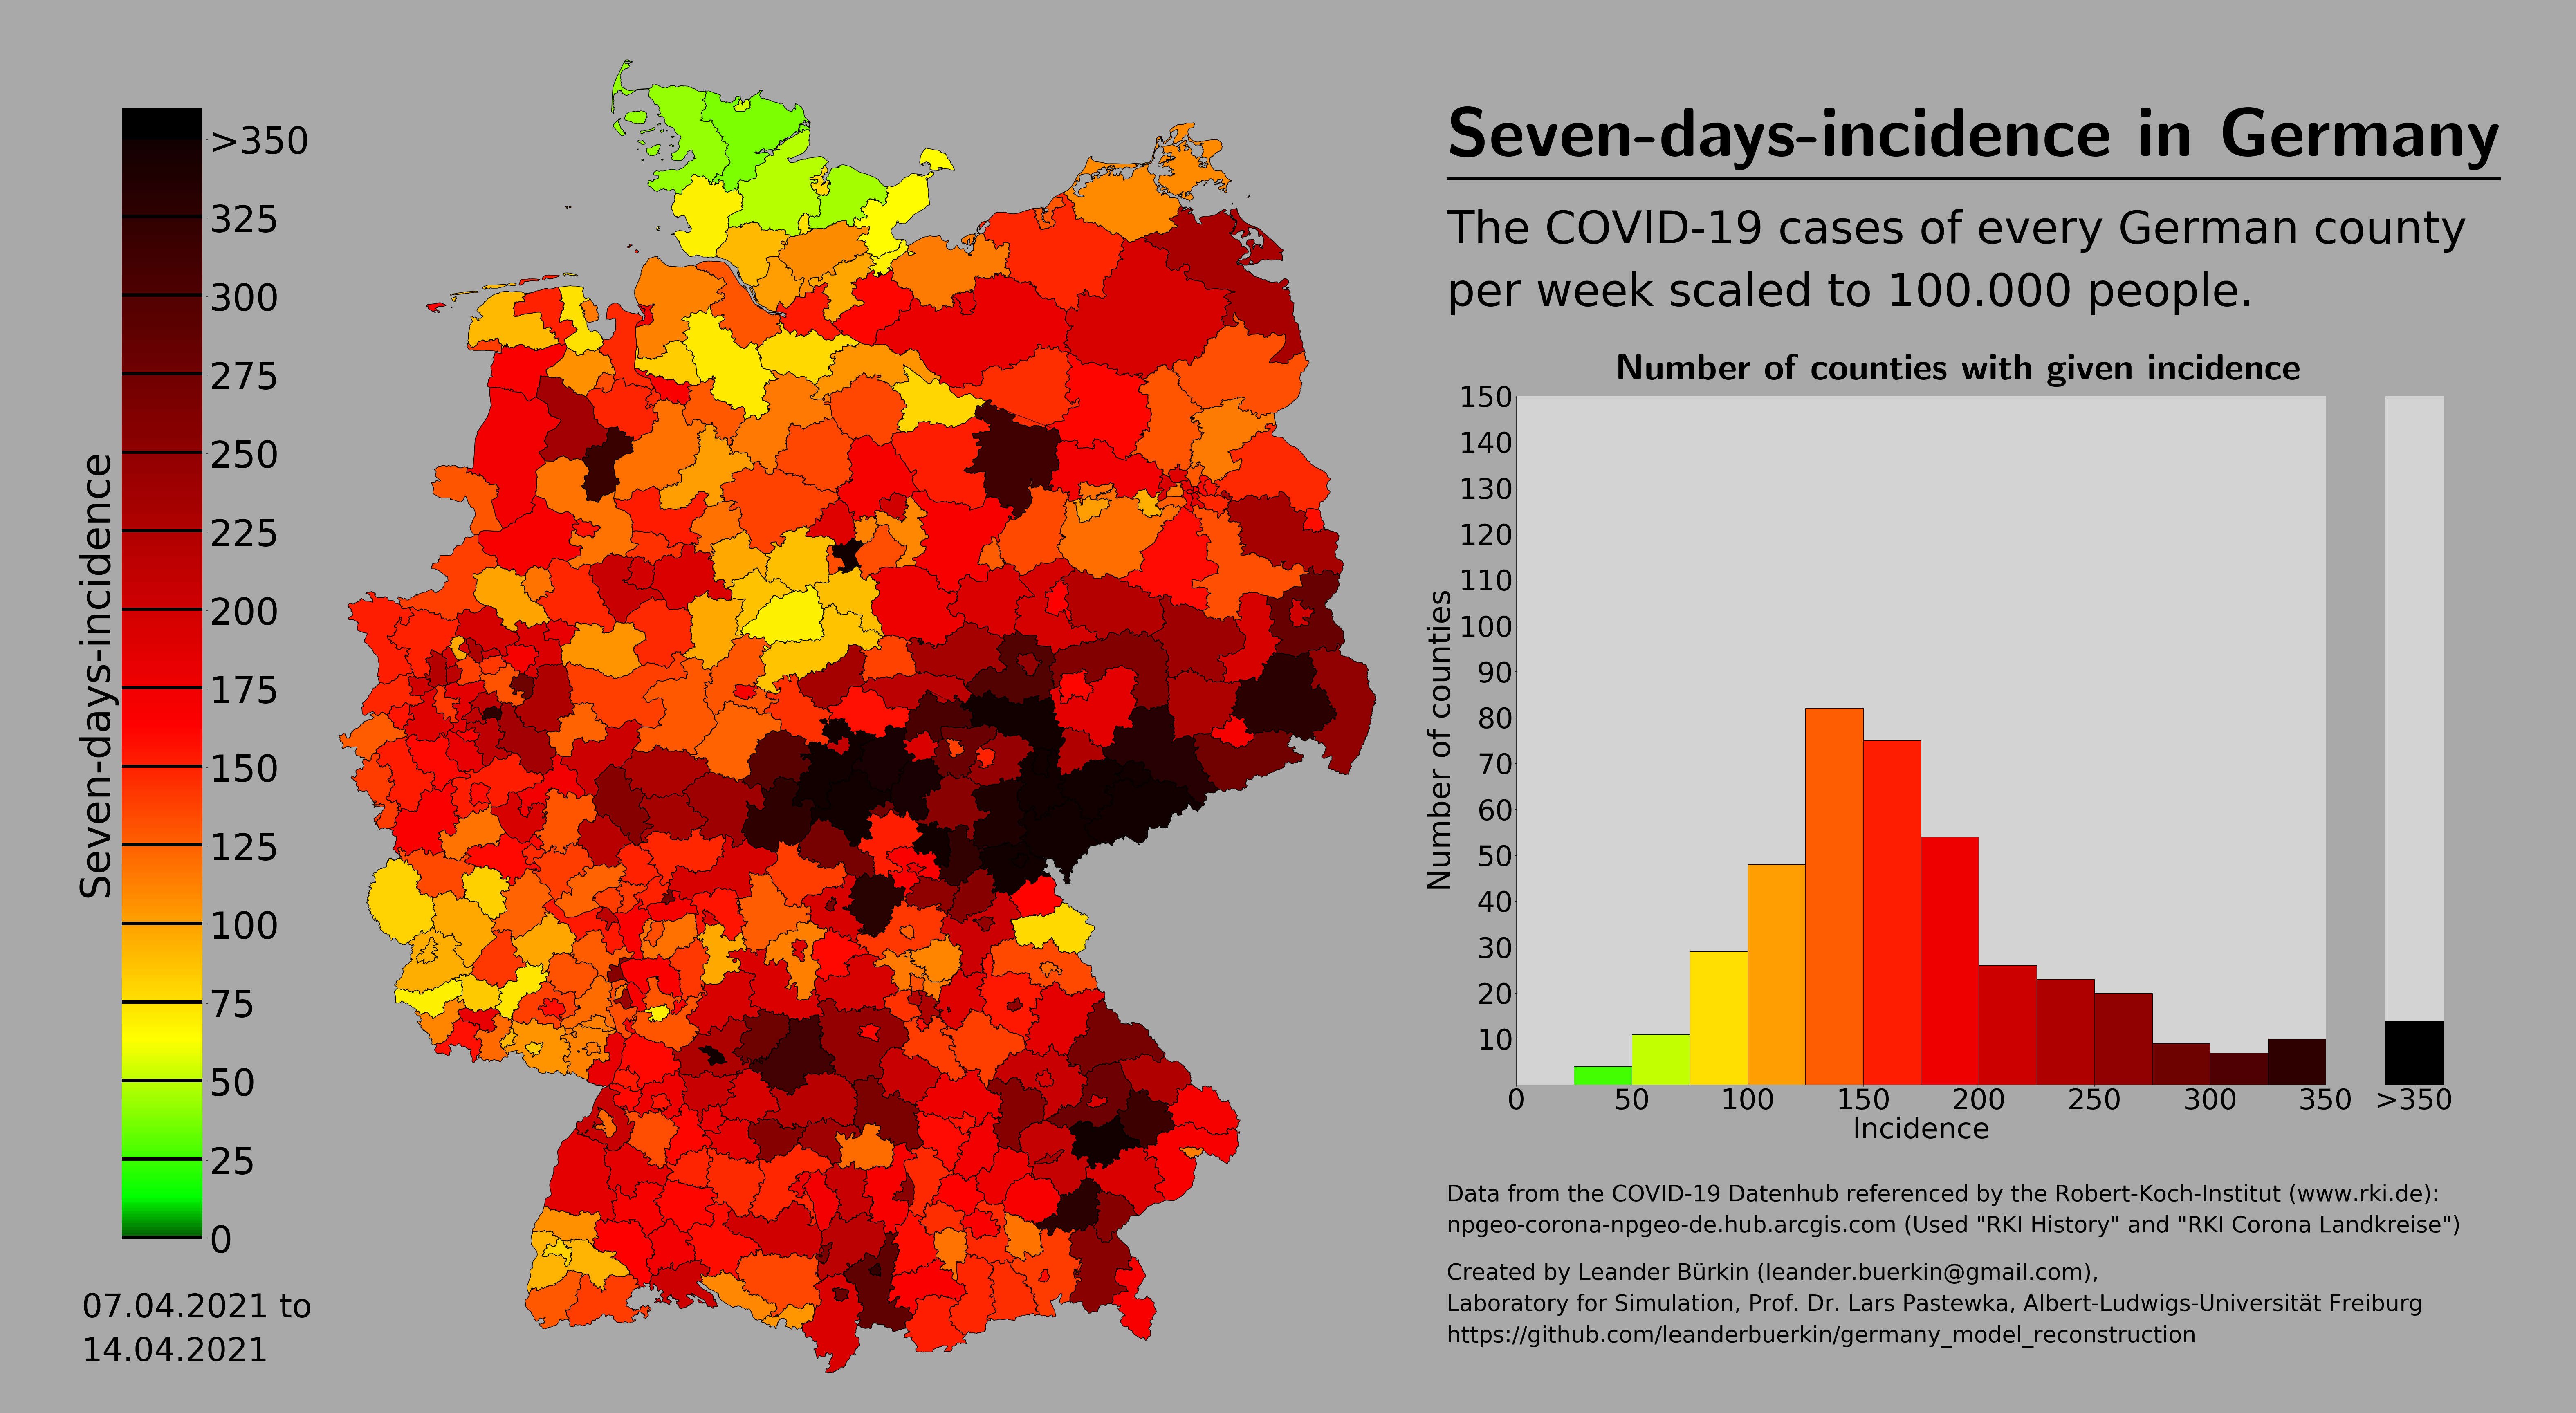 Seven-days-incidence in Germany
The COVID-19 cases of every German county
per week scaled to 100.000 people.
Seven-days-incidence
>350
325
300
275
250
225
200
175
150
125
100
75
50
25
0
07.04.2021 to
14.04.2021
Number of counties with given incidence
Number of counties
150
140
130
120
110
100
90
80
70
60
50
40
30
20
10
0 50 100 150 200 250 300 350 >350
Incidence
Data from the COVID-19 Datenhub referenced by the Robert-Koch-Institut (www.rki.de):
npgeo-corona-npgeo-de.hub.arcgis.com (Used "RKI History" and "RKI Corona Landkreise")
Created by Leander Bürkin (leander.buerkin@gmail.com),
Laboratory for Simulation, Prof. Dr. Lars Pastewka, Albert-Ludwigs-Universität Freiburg
https://github.com/leanderbuerkin/germany_model_reconstruction